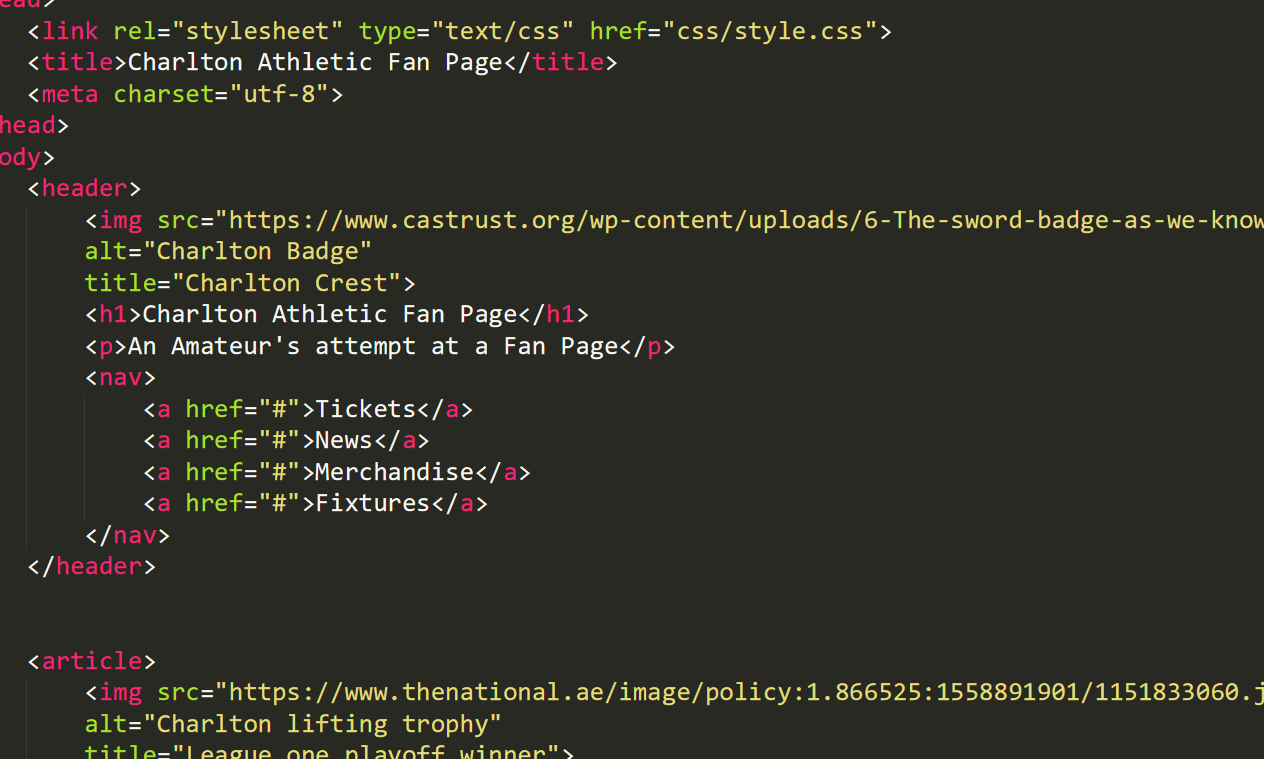 ead>
<link rel="stylesheet" type="text/css" href="css/style.css">
<title>Charlton Athletic Fan Page</title>
<meta charset="utf-8">
head>
ody>
<header>
<img src="https://www.castrust.org/wp-content/uploads/6-The-sword-badge-as-we-know
alt="Charlton Badge"
title="Charlton Crest">
<h1>Charlton Athletic Fan Page</h1>
<p>An Amateur's attempt at a Fan Page</p>
<nav>
<a href="#">Tickets</a>
<a href="#">News</a>
<a href="#">Merchandise</a>
<a href="#">Fixtures</a>
</nav>
</header>
<article>
<img src="https://www.thenational.ae/image/policy:1.866525:1558891901/1151833060.j
alt="Charlton lifting trophy"
title="League one playoff winner">